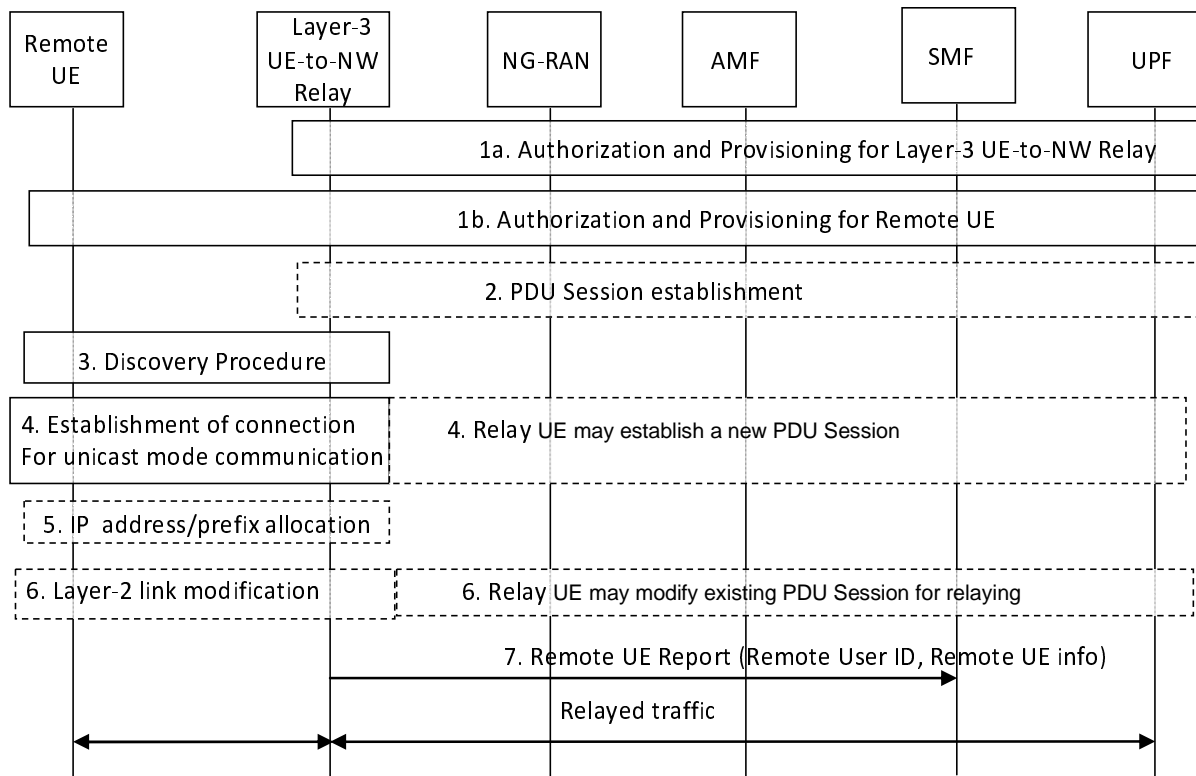 Remote
UE
Layer-3
UE-to-NW
Relay
NG-RAN
AMF
SMF
UPF
1a. Authorization and Provisioning for Layer-3 UE-to-NW Relay
1b. Authorization and Provisioning for Remote UE
2. PDU Session establishment
3. Discovery Procedure
4. Establishment of connection
For unicast mode communication
4. Relay UE may establish a new PDU Session
5. IP address/prefix allocation
6. Layer-2 link modification
6. Relay UE may modify existing PDU Session for relaying
7. Remote UE Report (Remote User ID, Remote UE info)
Relayed traffic